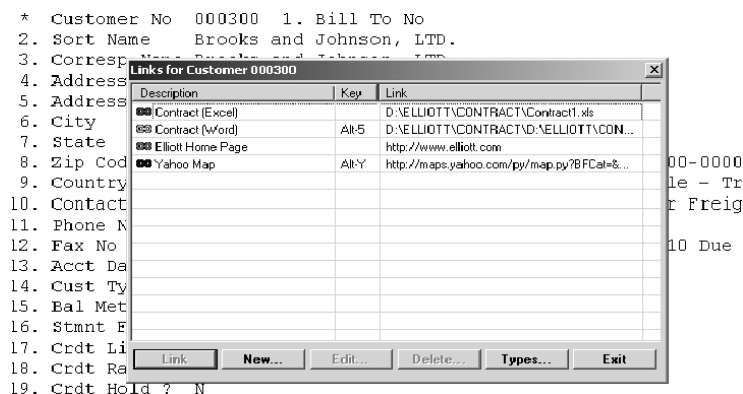 * Customer No 000300 1. Bill To No
2. Sort Name Brooks and Johnson, LTD.
3. Corresp Name Brooks and Johnson, LTD.
Links for Customer 000300
4. Address
Description Key Link
5. Address
Contract (Excel) D:\ELLIOTT\CONTRACT\Contract1.xls
6. City
Contract (Word) Alt-5 D:\ELLIOTT\CONTRACT\D:\ELLIOTT\CON...
7. State
Elliott Home Page http://www.elliott.com
8. Zip Cod 00-0000
Yahoo Map Alt-Y http://maps.yahoo.com/py/map.py?BFCat=&...
9. Country le - Tr
10. Contact r Freig
11. Phone N
12. Fax No 10 Due
13. Acct Da
14. Cust Ty
15. Bal Met
16. Stmnt F
17. Crdt Li
Link New... Edit... Delete... Types... Exit
18. Crdt Ra
19. Crdt Hold ? N